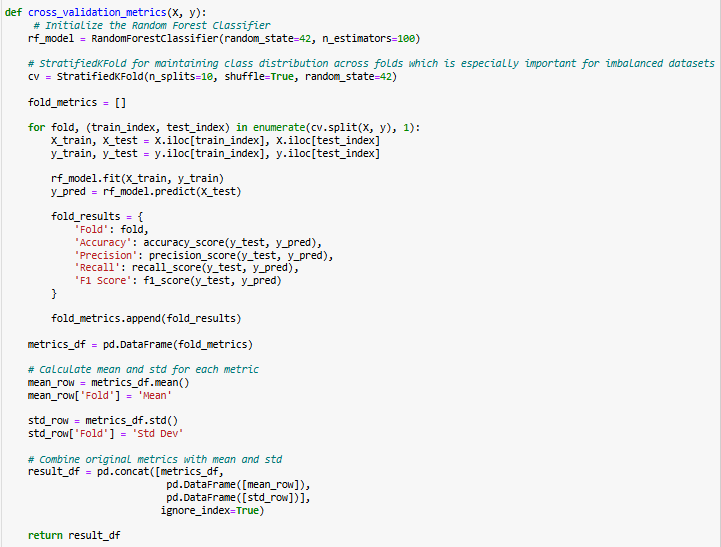 def cross_validation_metrics(X, y):
    # Initialize the Random Forest Classifier
    rf_model = RandomForestClassifier(random_state=42, n_estimators=100)
    # StratifiedKFold for maintaining class distribution across folds which is especially important for imbalanced datasets
    cv = StratifiedKFold(n_splits=10, shuffle=True, random_state=42)
    fold_metrics = []
    for fold, (train_index, test_index) in enumerate(cv.split(X, y), 1):
        X_train, X_test = X.iloc[train_index], X.iloc[test_index]
        y_train, y_test = y.iloc[train_index], y.iloc[test_index]
        rf_model.fit(X_train, y_train)
        y_pred = rf_model.predict(X_test)
        fold_results = {
            'Fold': fold,
            'Accuracy': accuracy_score(y_test, y_pred),
            'Precision': precision_score(y_test, y_pred),
            'Recall': recall_score(y_test, y_pred),
            'F1 Score': f1_score(y_test, y_pred)
        }
        fold_metrics.append(fold_results)
    metrics_df = pd.DataFrame(fold_metrics)
    # Calculate mean and std for each metric
    mean_row = metrics_df.mean()
    mean_row['Fold'] = 'Mean'
    std_row = metrics_df.std()
    std_row['Fold'] = 'Std Dev'
    # Combine original metrics with mean and std
    result_df = pd.concat([metrics_df,
                           pd.DataFrame([mean_row]),
                           pd.DataFrame([std_row])],
                          ignore_index=True)
    return result_df